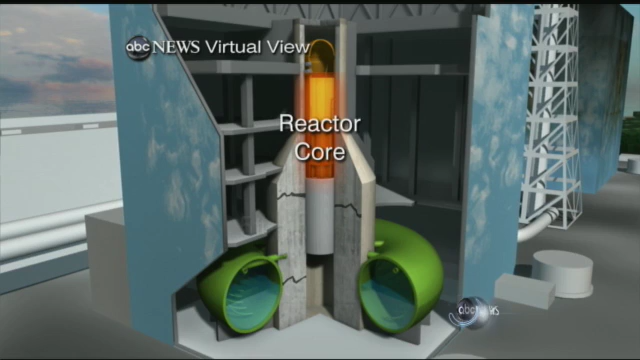 abc NEWS Virtual View
Reactor
Core
abc NEWS